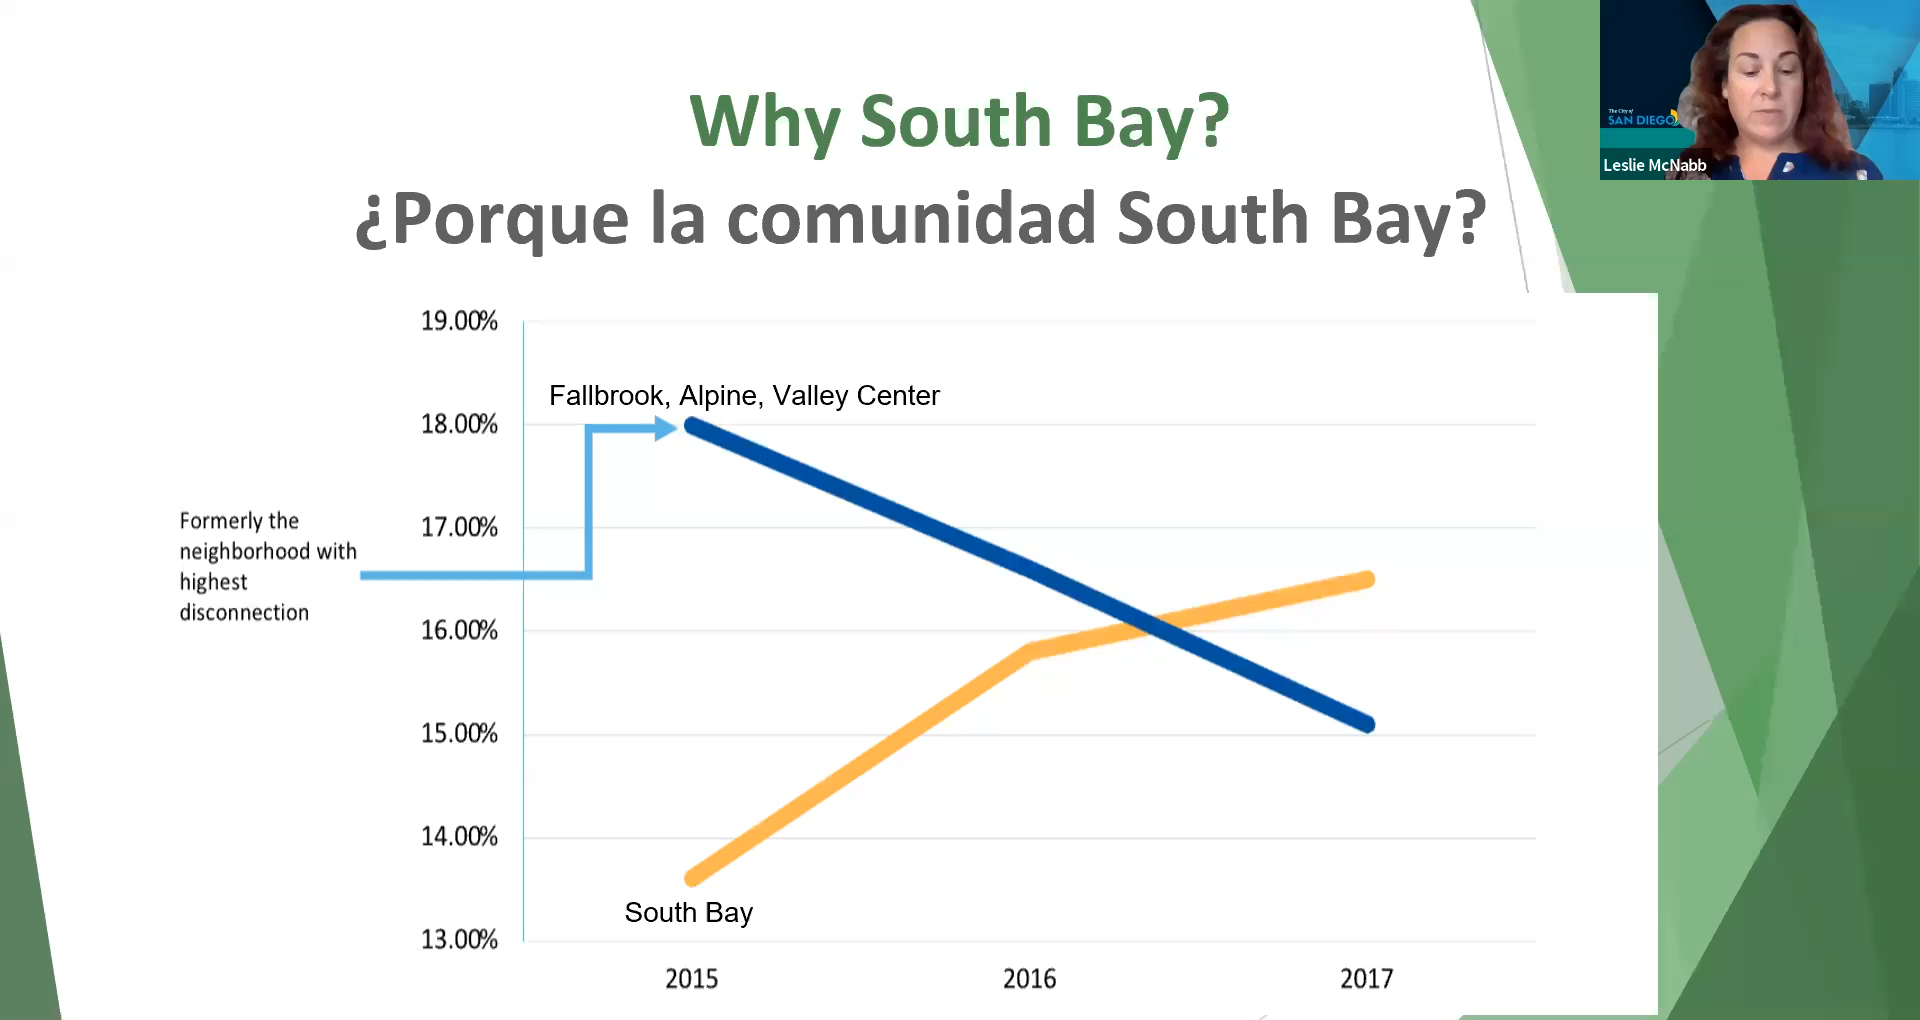 Why South Bay?
¿Porque la comunidad South Bay?
The City of
SAN DIEGO
Leslie McNabb
19.00%
Fallbrook, Alpine, Valley Center
18.00%
Formerly the
neighborhood with
highest
disconnection
17.00%
16.00%
15.00%
14.00%
South Bay
13.00%
2015 2016 2017